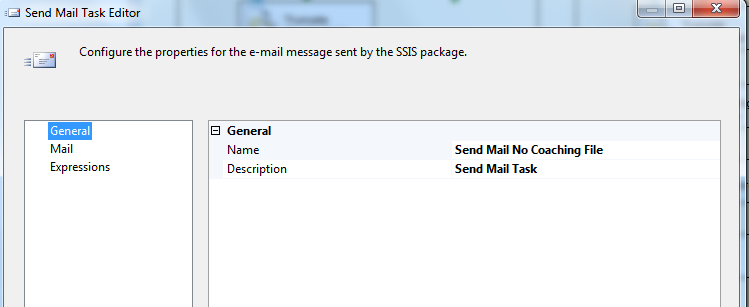 Send Mail Task Editor
Configure the properties for the e-mail message sent by the SSIS package.
General
Mail
Expressions
General
Name Send Mail No Coaching File
Description Send Mail Task